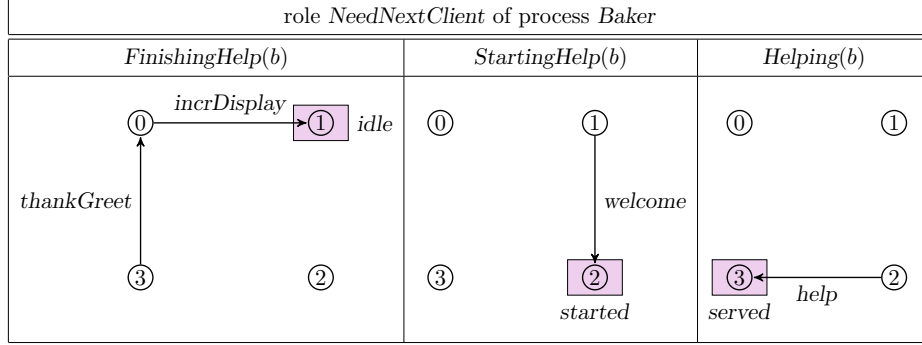 role NeedNextClient of process Baker
FinishingHelp(b) StartingHelp(b) Helping(b)
0 incrDisplay 1 idle 0 1 0 1
thankGreet welcome
3 2 3 2 3 help 2
started served